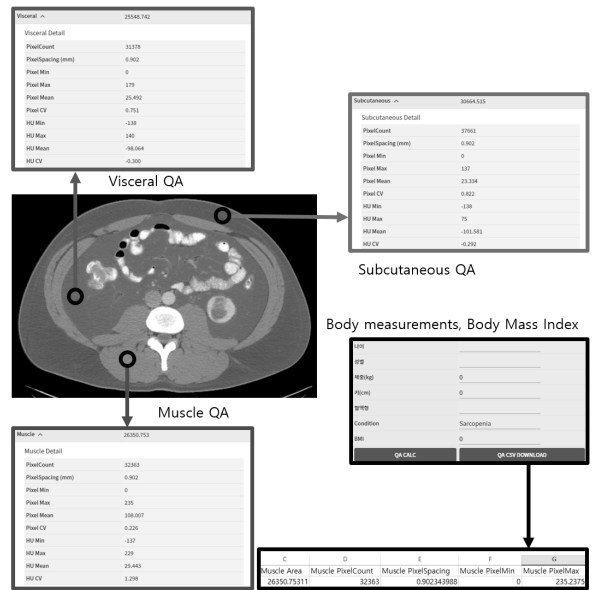 Visceral ^ 25548.742
Visceral Detail
PixelCount 31378
PixelSpacing (mm) 0.902
Pixel Min 0
Pixel Max 179
Pixel Mean 25.492
Pixel CV 0.751
HU Min -138
HU Max 140
HU Mean -98.064
HU CV -0.300
Visceral QA
Subcutaneous ^ 30664.515
Subcutaneous Detail
PixelCount 37661
PixelSpacing (mm) 0.902
Pixel Min 0
Pixel Max 137
Pixel Mean 23.334
Pixel CV 0.822
HU Min -138
HU Max 75
HU Mean -101.581
HU CV -0.292
Subcutaneous QA
Body measurements, Body Mass Index
나이
성별
체중(kg) 0
키(cm) 0
혈액형
Condition Sarcopenia
BMI 0
QA CALC QA CSV DOWNLOAD
Muscle QA
Muscle ^ 26350.753
Muscle Detail
PixelCount 32363
PixelSpacing (mm) 0.902
Pixel Min 0
Pixel Max 235
Pixel Mean 108.007
Pixel CV 0.226
HU Min -137
HU Max 229
HU Mean 29.443
HU CV 1.298
C D E F G
Muscle Area Muscle PixelCount Muscle PixelSpacing Muscle PixelMin Muscle PixelMax
26350.75311 32363 0.902343988 0 235.2375